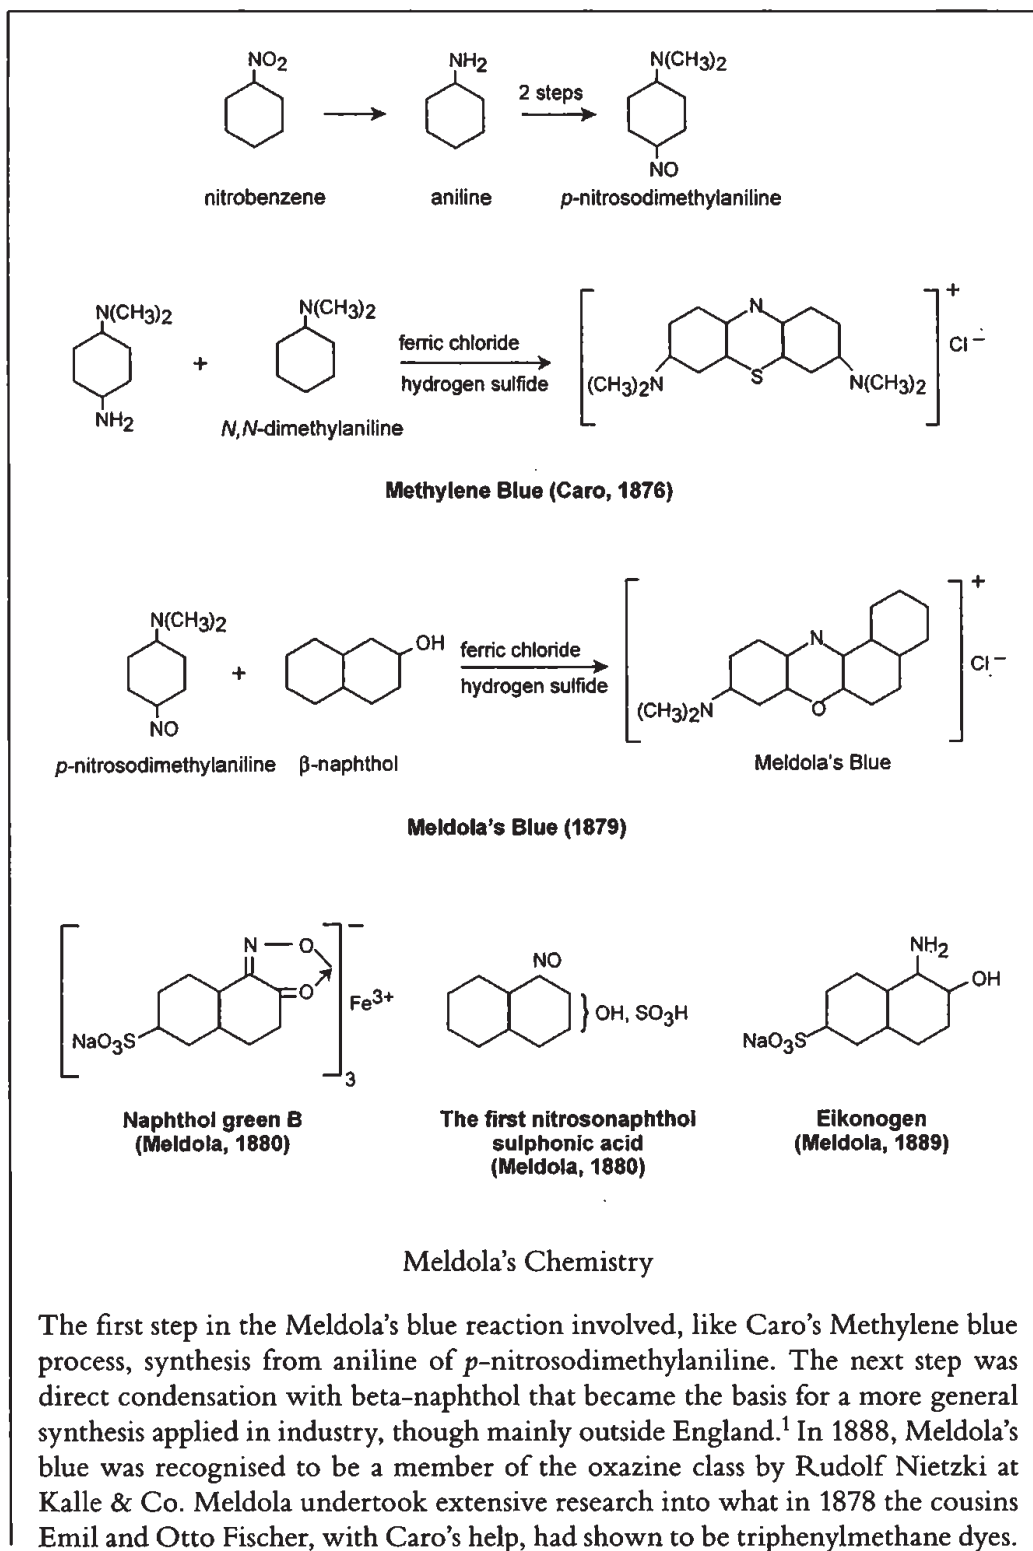 NO2
NH2
N(CH3)2
2 steps
NO
nitrobenzene
aniline
p-nitrosodimethylaniline
N(CH3)2
N(CH3)2
ferric chloride
hydrogen sulfide
+
NH2
N,N-dimethylaniline
N
S
(CH3)2N
N(CH3)2
+
Cl−
Methylene Blue (Caro, 1876)
N(CH3)2
NO
+
OH
ferric chloride
hydrogen sulfide
N
O
(CH3)2N
+
Cl−
p-nitrosodimethylaniline
β-naphthol
Meldola's Blue
Meldola's Blue (1879)
N — O
O
NaO3S
−
3
Fe3+
NO
}OH, SO3H
NH2
OH
NaO3S
Naphthol green B
(Meldola, 1880)
The first nitrosonaphthol
sulphonic acid
(Meldola, 1880)
Eikonogen
(Meldola, 1889)
Meldola's Chemistry
The first step in the Meldola's blue reaction involved, like Caro's Methylene blue
process, synthesis from aniline of p-nitrosodimethylaniline. The next step was
direct condensation with beta-naphthol that became the basis for a more general
synthesis applied in industry, though mainly outside England.1 In 1888, Meldola's
blue was recognised to be a member of the oxazine class by Rudolf Nietzki at
Kalle & Co. Meldola undertook extensive research into what in 1878 the cousins
Emil and Otto Fischer, with Caro's help, had shown to be triphenylmethane dyes.